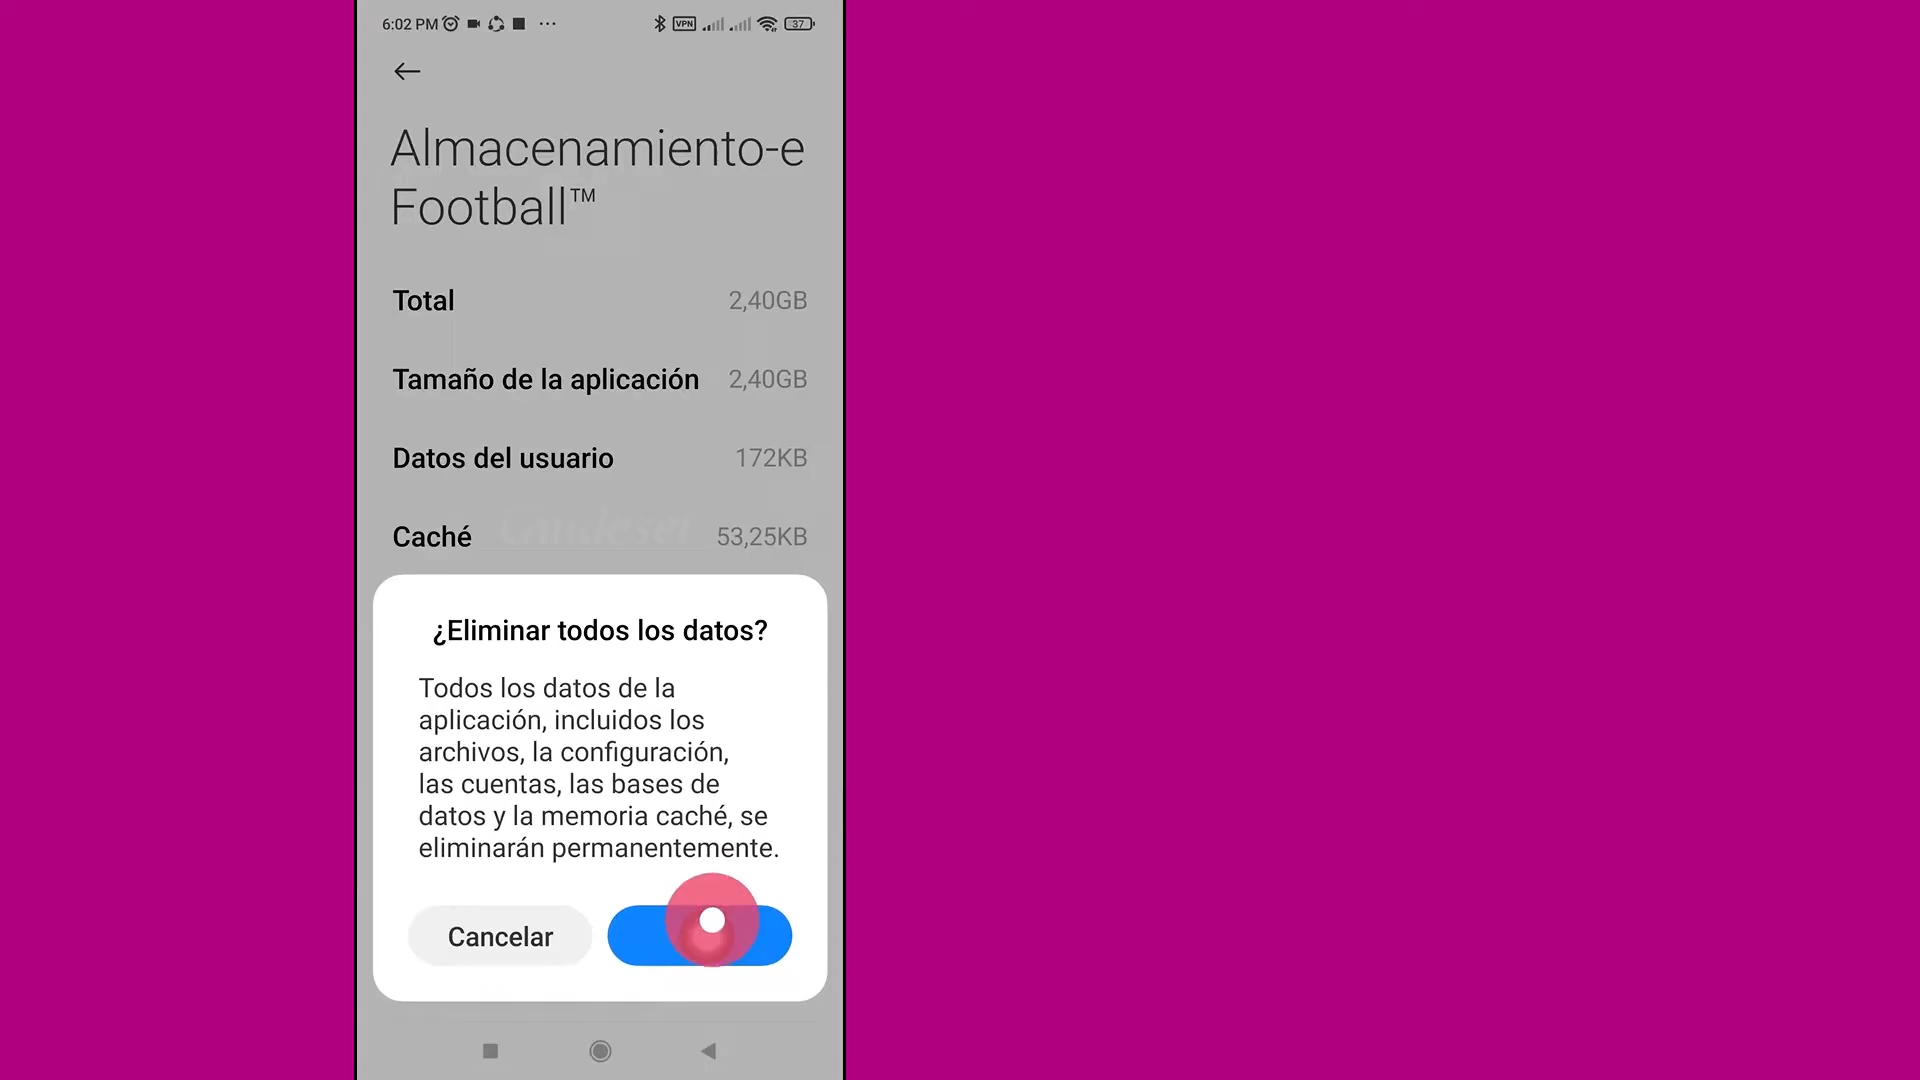 6:02 PM
VPN
37
Almacenamiento-e
Football™
Total 2,40GB
Tamaño de la aplicación 2,40GB
Datos del usuario 172KB
Caché 53,25KB
¿Eliminar todos los datos?
Todos los datos de la
aplicación, incluidos los
archivos, la configuración,
las cuentas, las bases de
datos y la memoria caché, se
eliminarán permanentemente.
Cancelar